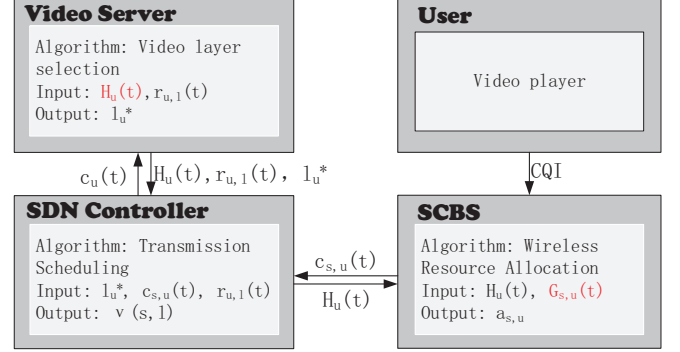 Video Server
Algorithm: Video layer
selection
Input: Hu(t),ru,l(t)
Output: lu*
User
Video player
cu(t)
Hu(t),ru,l(t), lu*
CQI
SDN Controller
Algorithm: Transmission
Scheduling
Input: lu*, cs,u(t), ru,l(t)
Output: v(s,l)
cs,u(t)
Hu(t)
SCBS
Algorithm: Wireless
Resource Allocation
Input: Hu(t), Gs,u(t)
Output: as,u